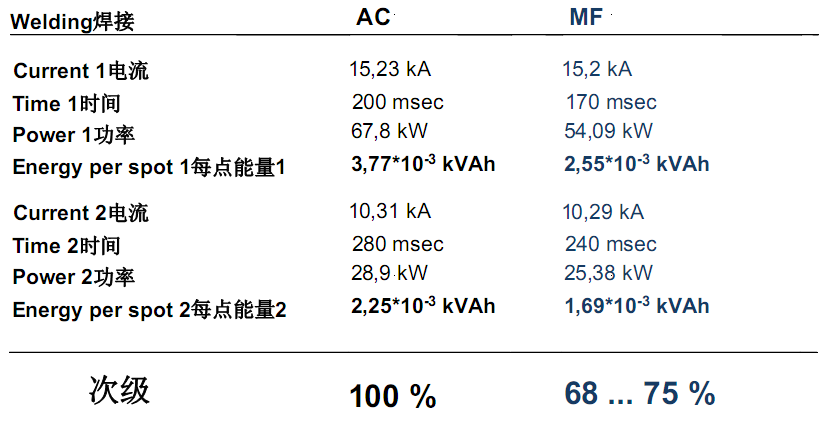 Welding焊接 AC MF
Current 1电流 15,23 kA 15,2 kA
Time 1时间 200 msec 170 msec
Power 1功率 67,8 kW 54,09 kW
Energy per spot 1每点能量1 3,77*10-3 kVAh 2,55*10-3 kVAh
Current 2电流 10,31 kA 10,29 kA
Time 2时间 280 msec 240 msec
Power 2功率 28,9 kW 25,38 kW
Energy per spot 2每点能量2 2,25*10-3 kVAh 1,69*10-3 kVAh
次级 100 % 68 ... 75 %